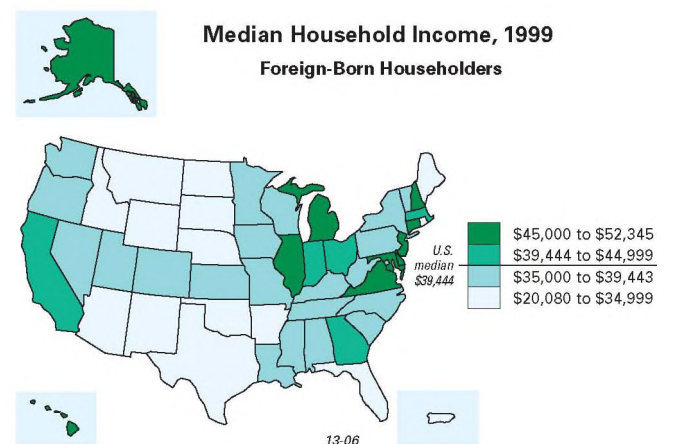 Median Household Income, 1999
Foreign-Born Householders
$45,000 to $52,345
$39,444 to $44,999
U.S.
median
$39,444
$35,000 to $39,443
$20,080 to $34,999
13-06